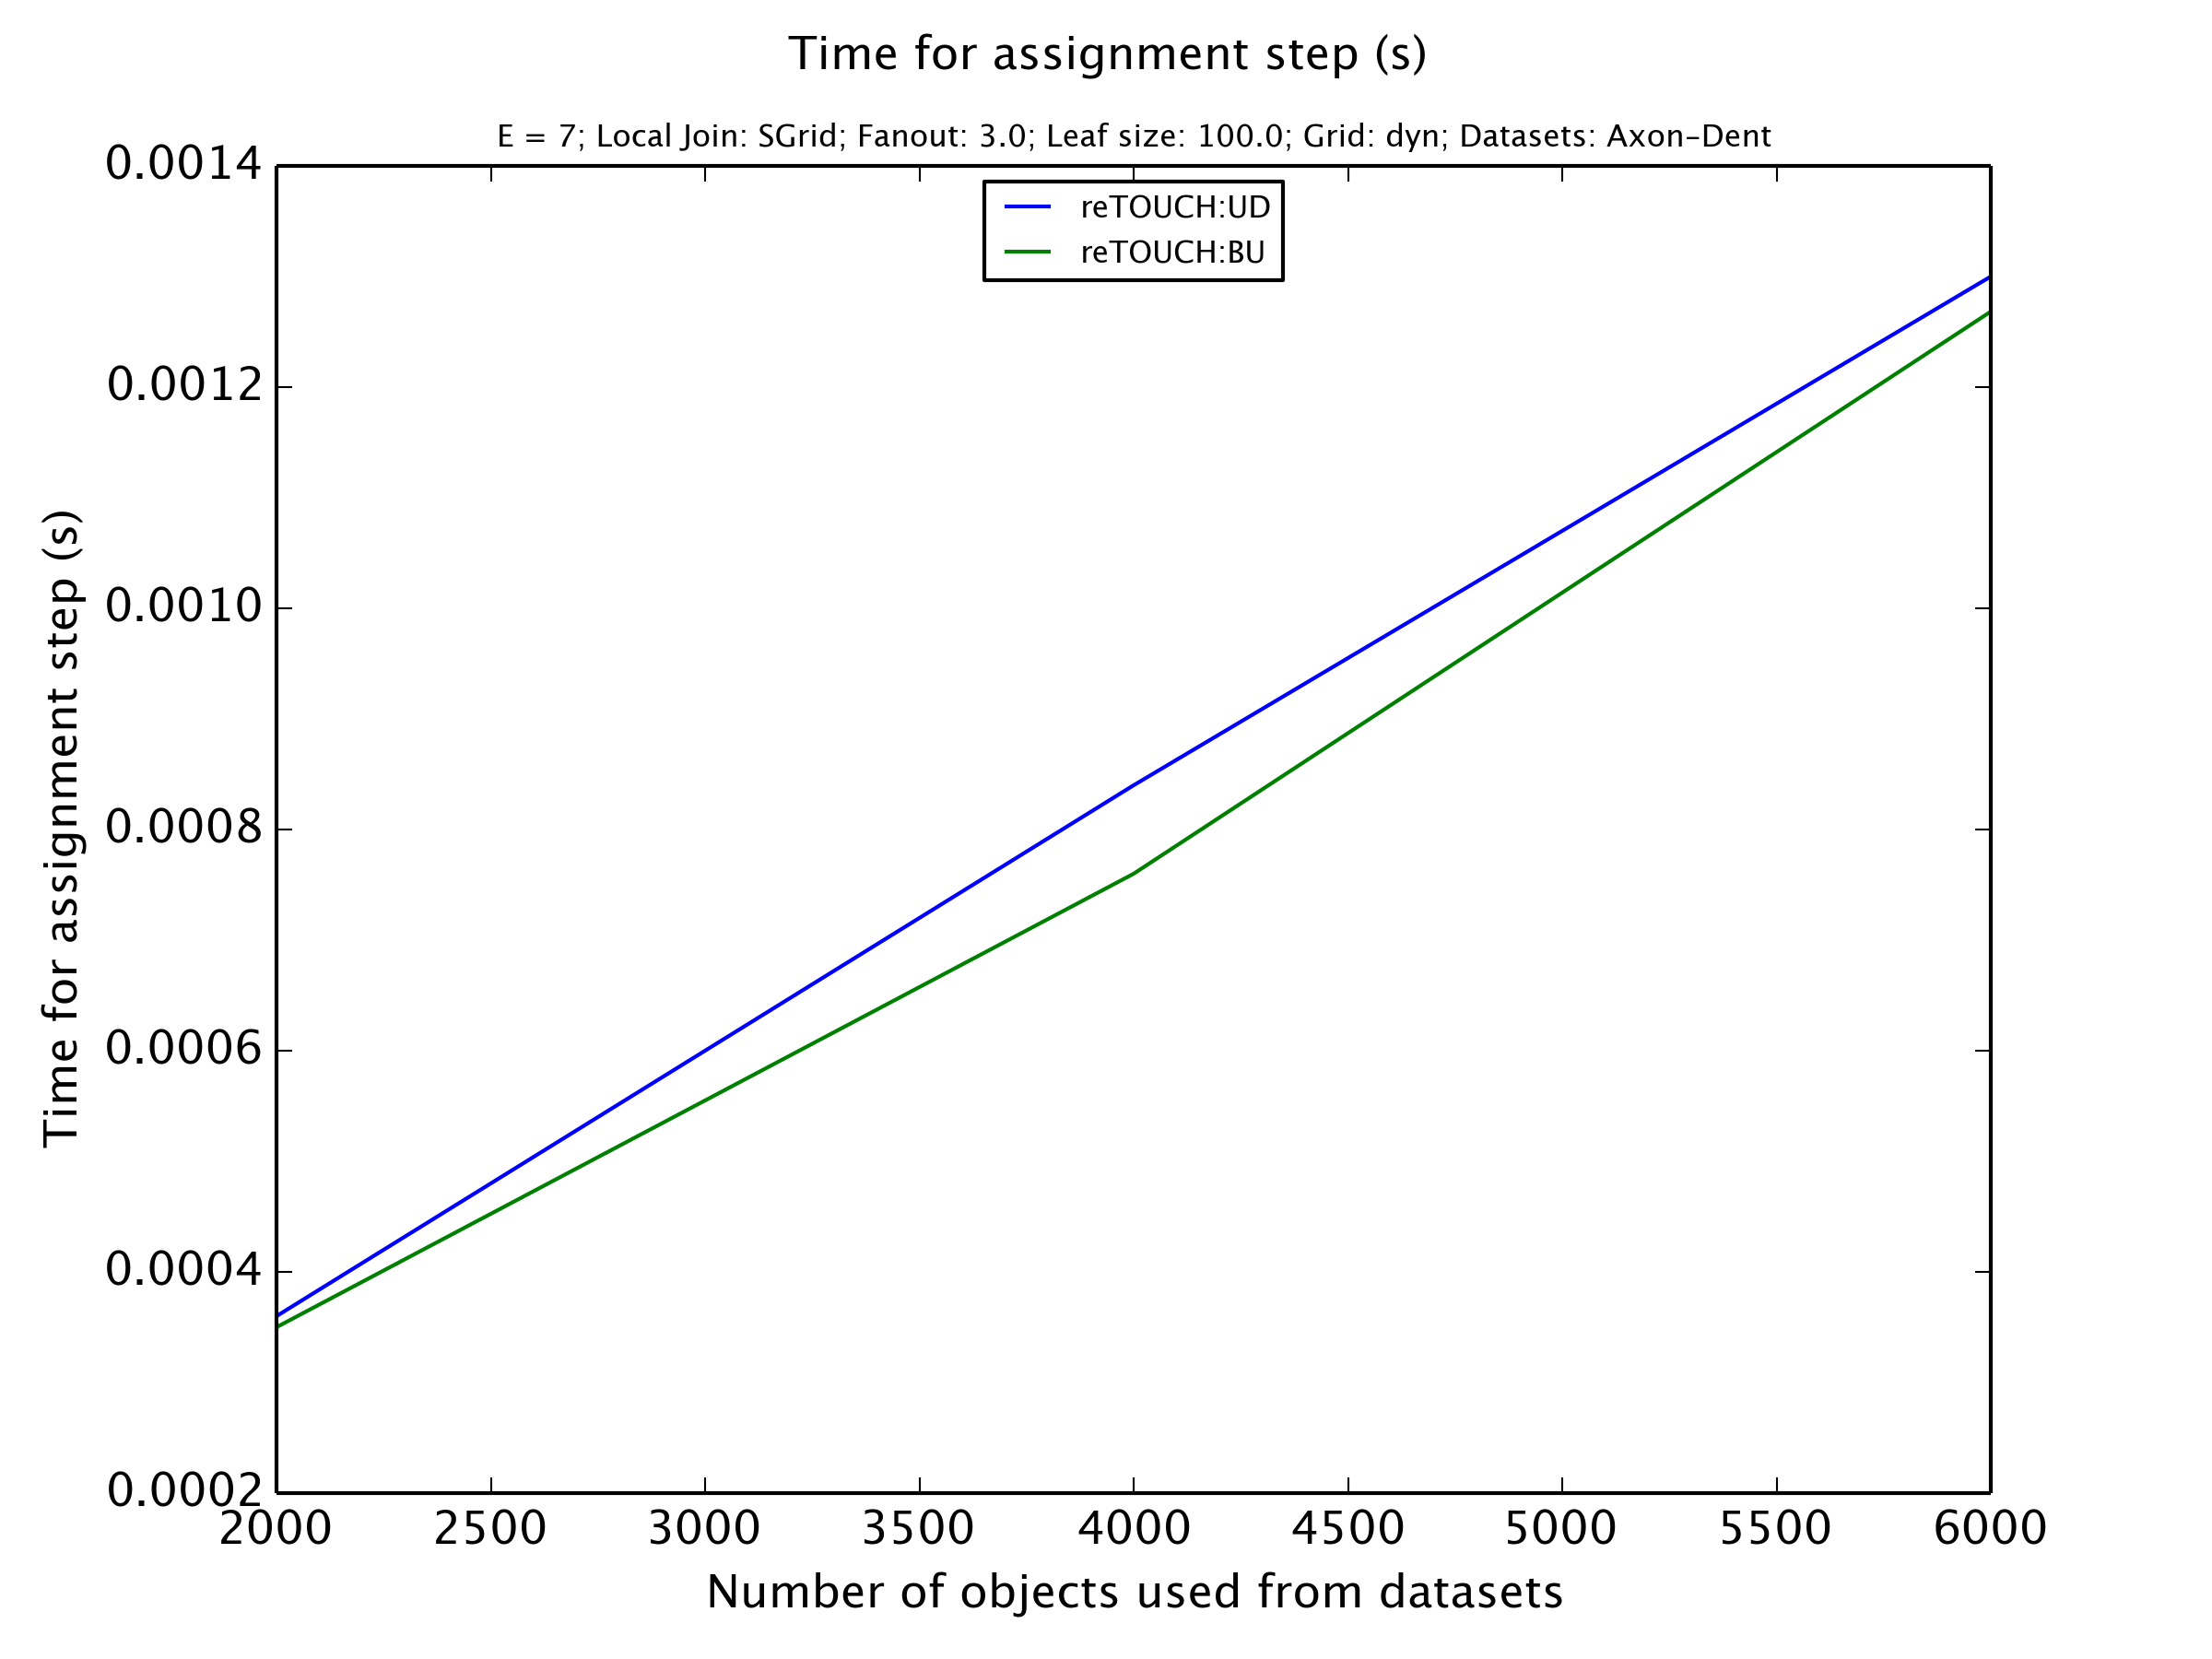 Time for assignment step (s)
E = 7; Local Join: SGrid; Fanout: 3.0; Leaf size: 100.0; Grid: dyn; Datasets: Axon-Dent
reTOUCH:UD
reTOUCH:BU
Time for assignment step (s)
0.0014
0.0012
0.0010
0.0008
0.0006
0.0004
0.0002
2000 2500 3000 3500 4000 4500 5000 5500 6000
Number of objects used from datasets